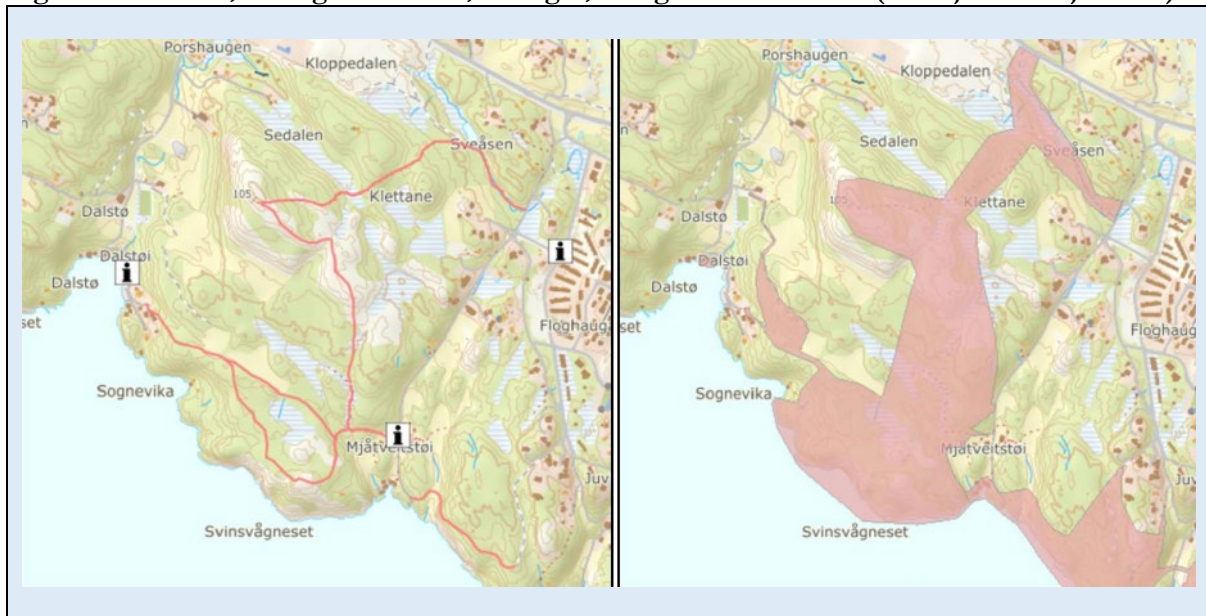 Porshaugen
Kloppedalen
Sedalen
Sveåsen
105
Klettane
Dalstø
Dalstøi
Dalstø
Floghaug
set
Sognevika
Mjåtveitstøi
Juv
Svinsvågneset
Porshaugen
Kloppedalen
Sedalen
Sveåsen
105
Klettane
Dalstø
Dalstøi
Dalstø
Floghaug
set
Sognevika
Mjåtveitstøi
Juv
Svinsvågneset